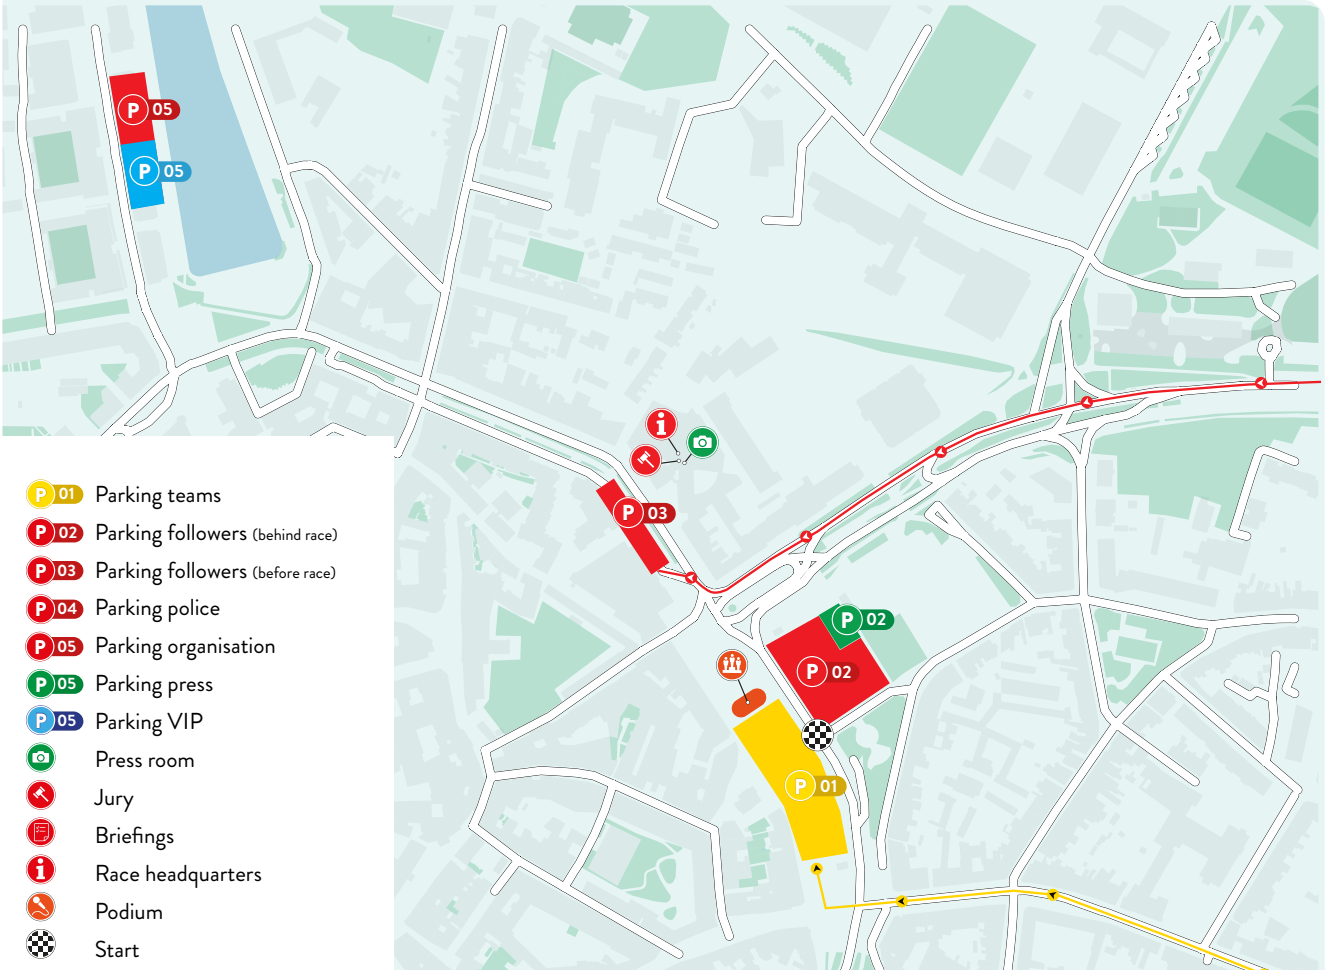 P 05
P 05
P 03
P 02
P 02
P 01
P 01 Parking teams
P 02 Parking followers (behind race)
P 03 Parking followers (before race)
P 04 Parking police
P 05 Parking organisation
P 05 Parking press
P 05 Parking VIP
Press room
Jury
Briefings
i Race headquarters
Podium
Start